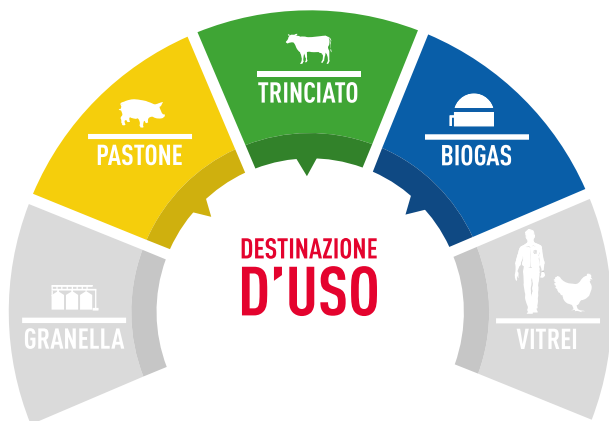 TRINCIATO
PASTONE
BIOGAS
DESTINAZIONE
D'USO
GRANELLA
VITREI